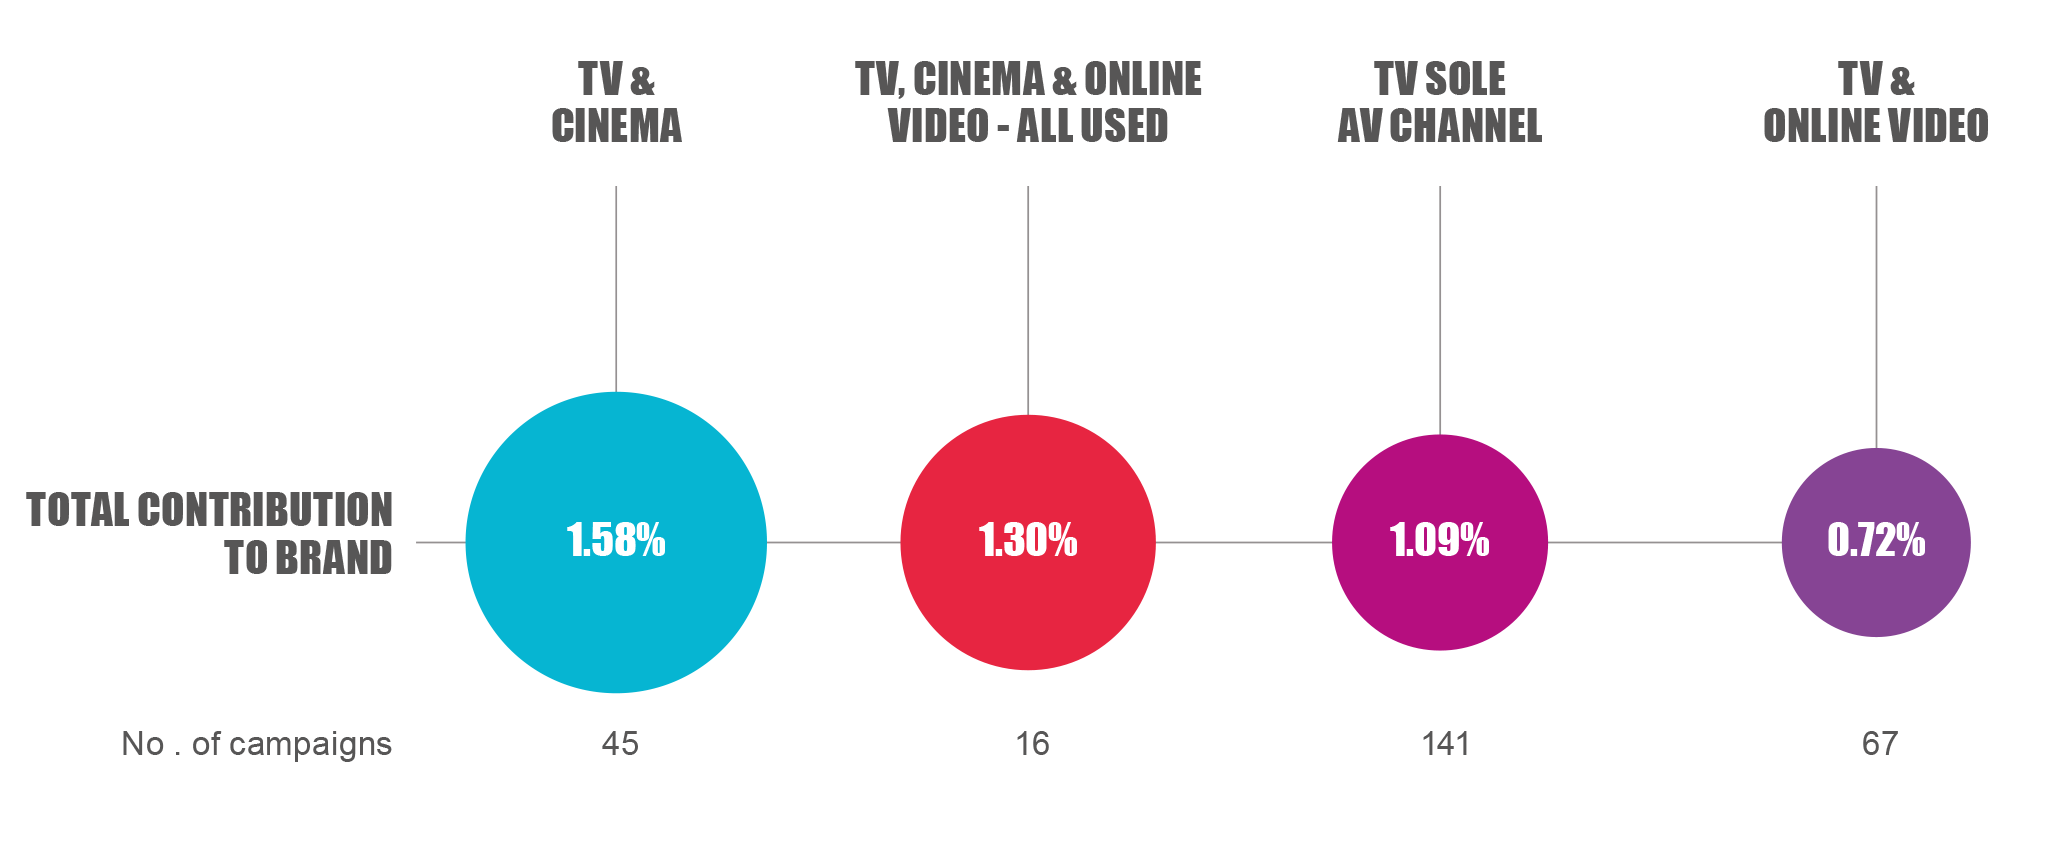 TV &
CINEMA
TV, CINEMA & ONLINE
VIDEO - ALL USED
TV SOLE
AV CHANNEL
TV &
ONLINE VIDEO
TOTAL CONTRIBUTION
TO BRAND
1.58%
1.30%
1.09%
0.72%
No . of campaigns
45
16
141
67